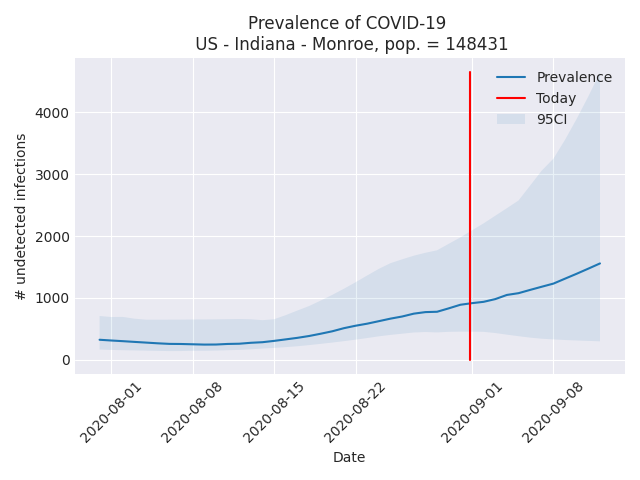 Prevalence of COVID-19
US - Indiana - Monroe, pop. = 148431
Prevalence
Today
95CI
# undetected infections
4000
3000
2000
1000
0
2020-08-01
2020-08-08
2020-08-15
2020-08-22
2020-09-01
2020-09-08
Date